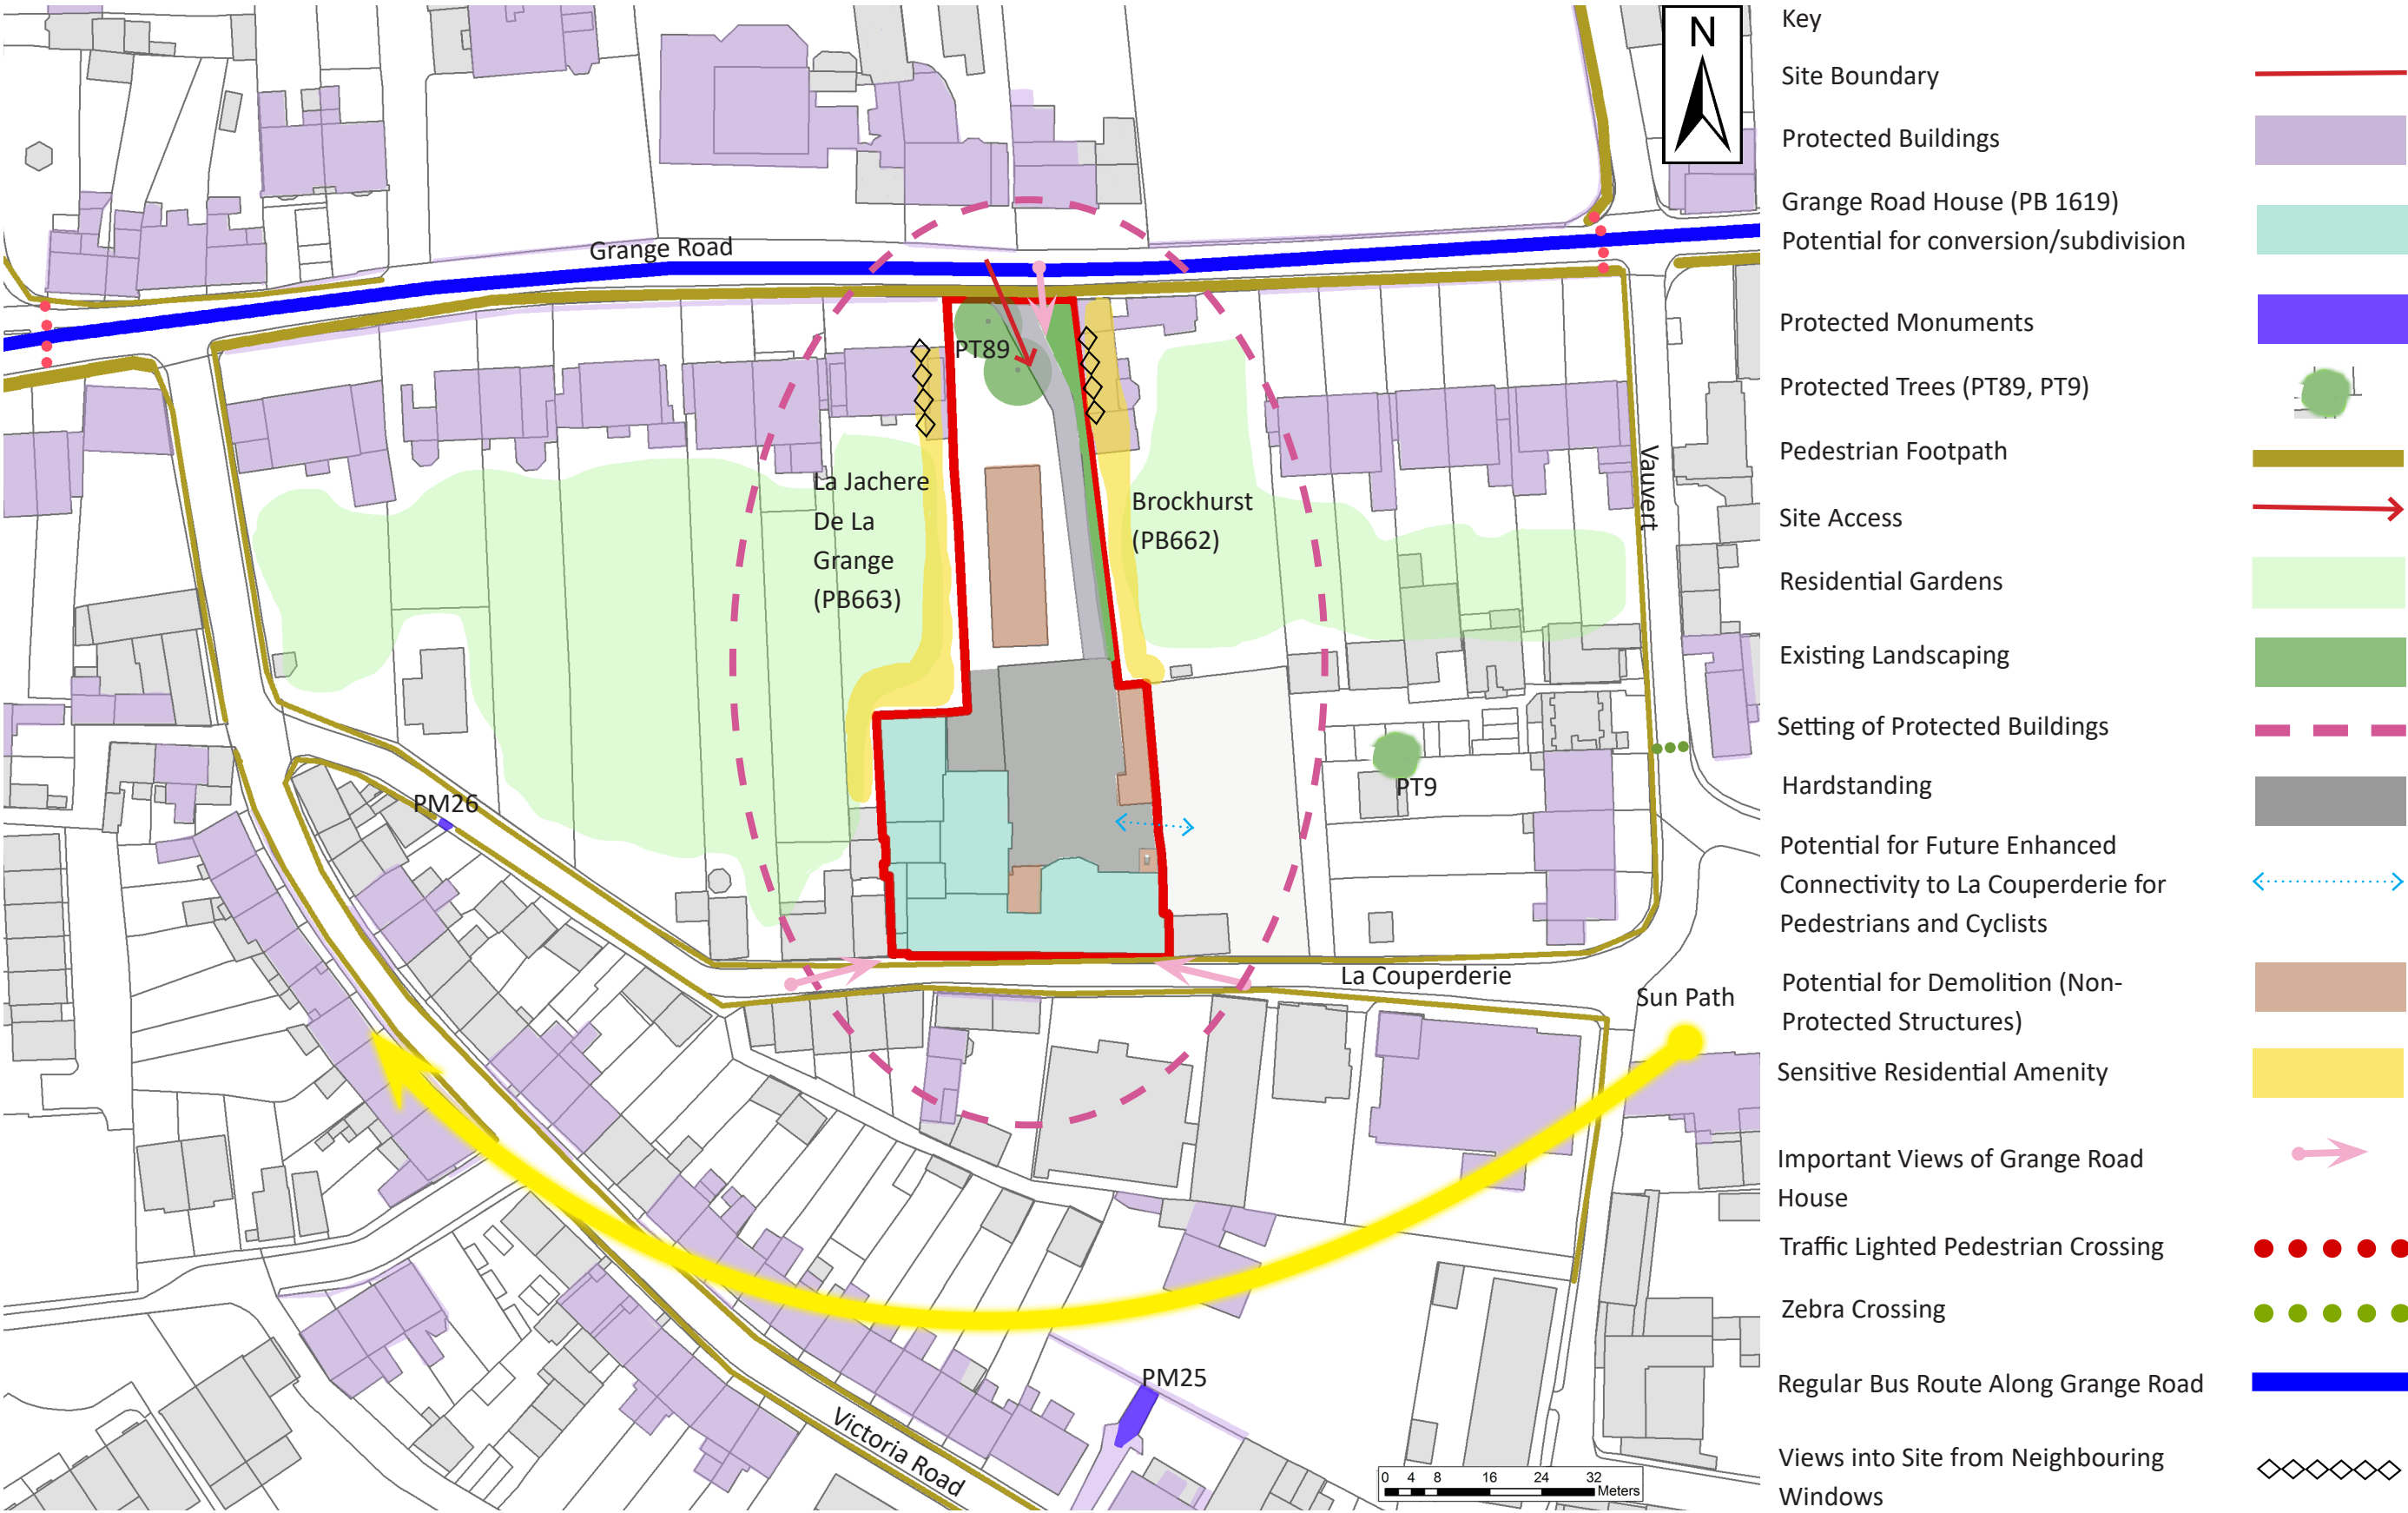 N
Grange Road
PT89
La Jachere
De La
Grange
(PB663)
Brockhurst
(PB662)
Vauvert
PM26
PT9
La Couperderie
Sun Path
PM25
Victoria Road
0 4 8 16 24 32
Meters
Key
Site Boundary
Protected Buildings
Grange Road House (PB 1619)
Potential for conversion/subdivision
Protected Monuments
Protected Trees (PT89, PT9)
Pedestrian Footpath
Site Access
Residential Gardens
Existing Landscaping
Setting of Protected Buildings
Hardstanding
Potential for Future Enhanced
Connectivity to La Couperderie for
Pedestrians and Cyclists
Potential for Demolition (Non-
Protected Structures)
Sensitive Residential Amenity
Important Views of Grange Road
House
Traffic Lighted Pedestrian Crossing
Zebra Crossing
Regular Bus Route Along Grange Road
Views into Site from Neighbouring
Windows